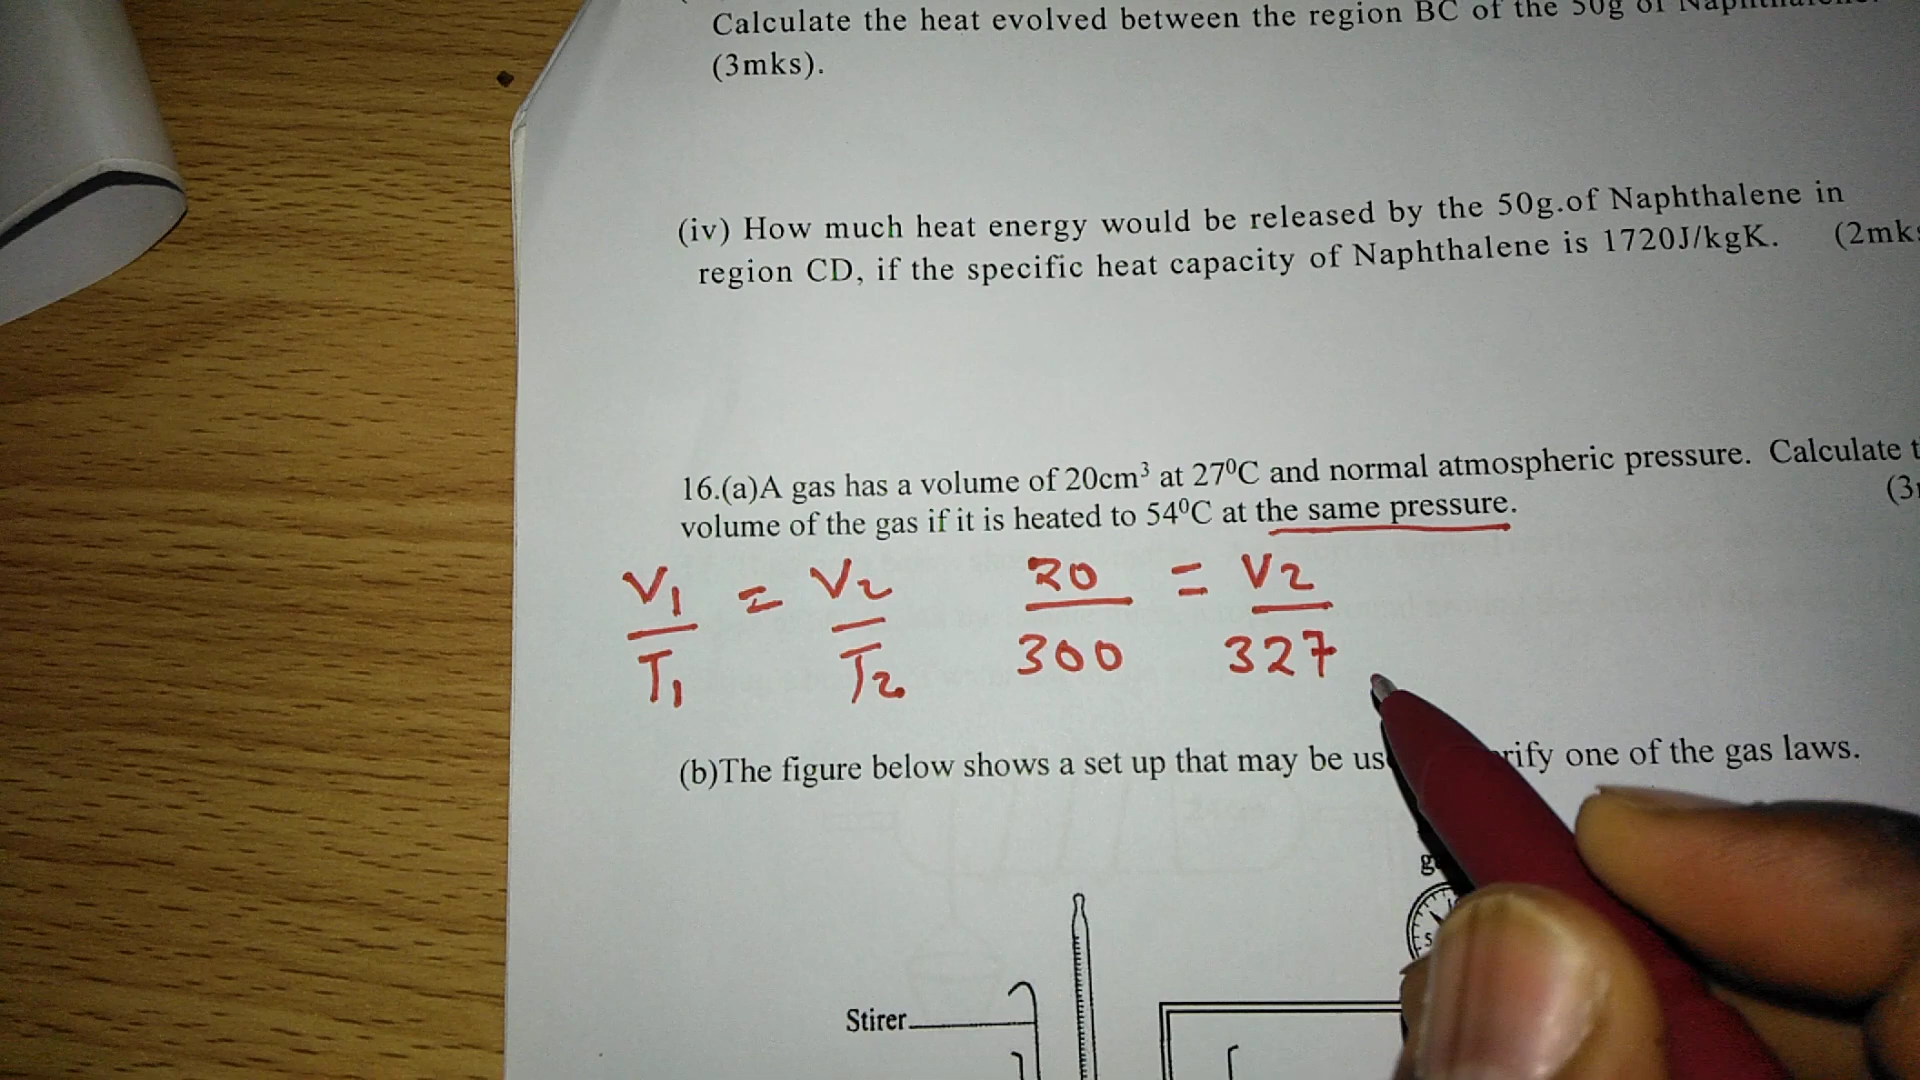 Calculate the heat evolved between the region BC of the 50g of Naphthalene.
(3mks).
(iv) How much heat energy would be released by the 50g.of Naphthalene in
region CD, if the specific heat capacity of Naphthalene is 1720J/kgK. (2mks
16.(a)A gas has a volume of 20cm³ at 27⁰C and normal atmospheric pressure. Calculate t
volume of the gas if it is heated to 54⁰C at the same pressure. (3
V1/T1 = V2/T2 20/300 = V2/327
(b)The figure below shows a set up that may be us rify one of the gas laws.
g
5
Stirer